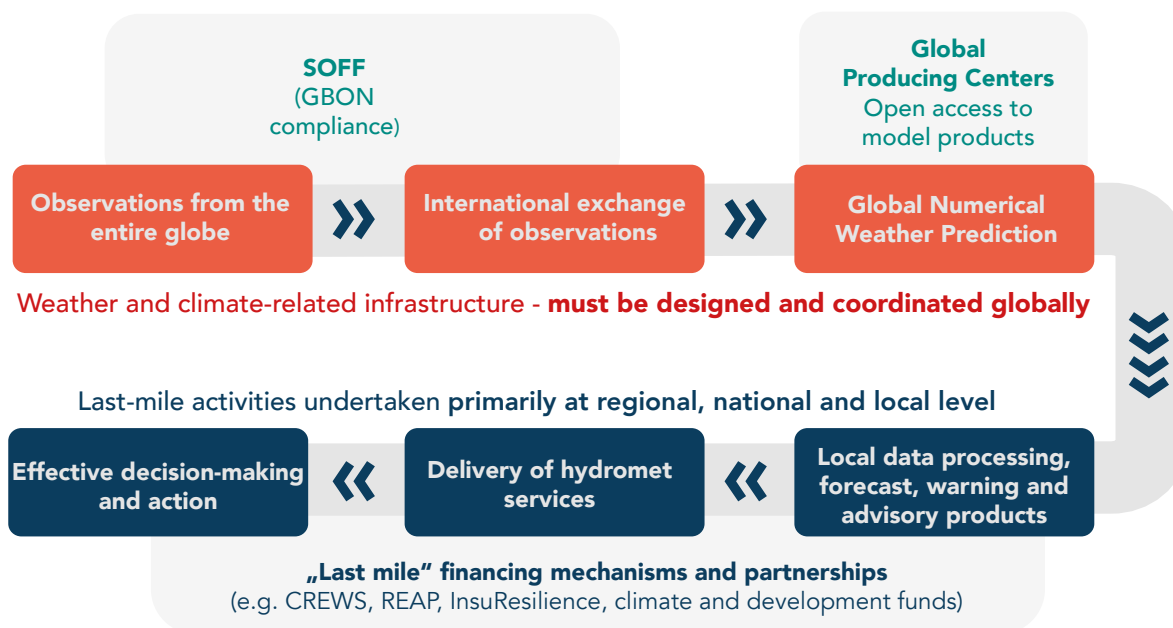 SOFF
(GBON
compliance)
Global
Producing Centers
Open access to
model products
Observations from the
entire globe
International exchange
of observations
Global Numerical
Weather Prediction
Weather and climate-related infrastructure - must be designed and coordinated globally
Last-mile activities undertaken primarily at regional, national and local level
Effective decision-making
and action
Delivery of hydromet
services
Local data processing,
forecast, warning and
advisory products
„Last mile“ financing mechanisms and partnerships
(e.g. CREWS, REAP, InsuResilience, climate and development funds)